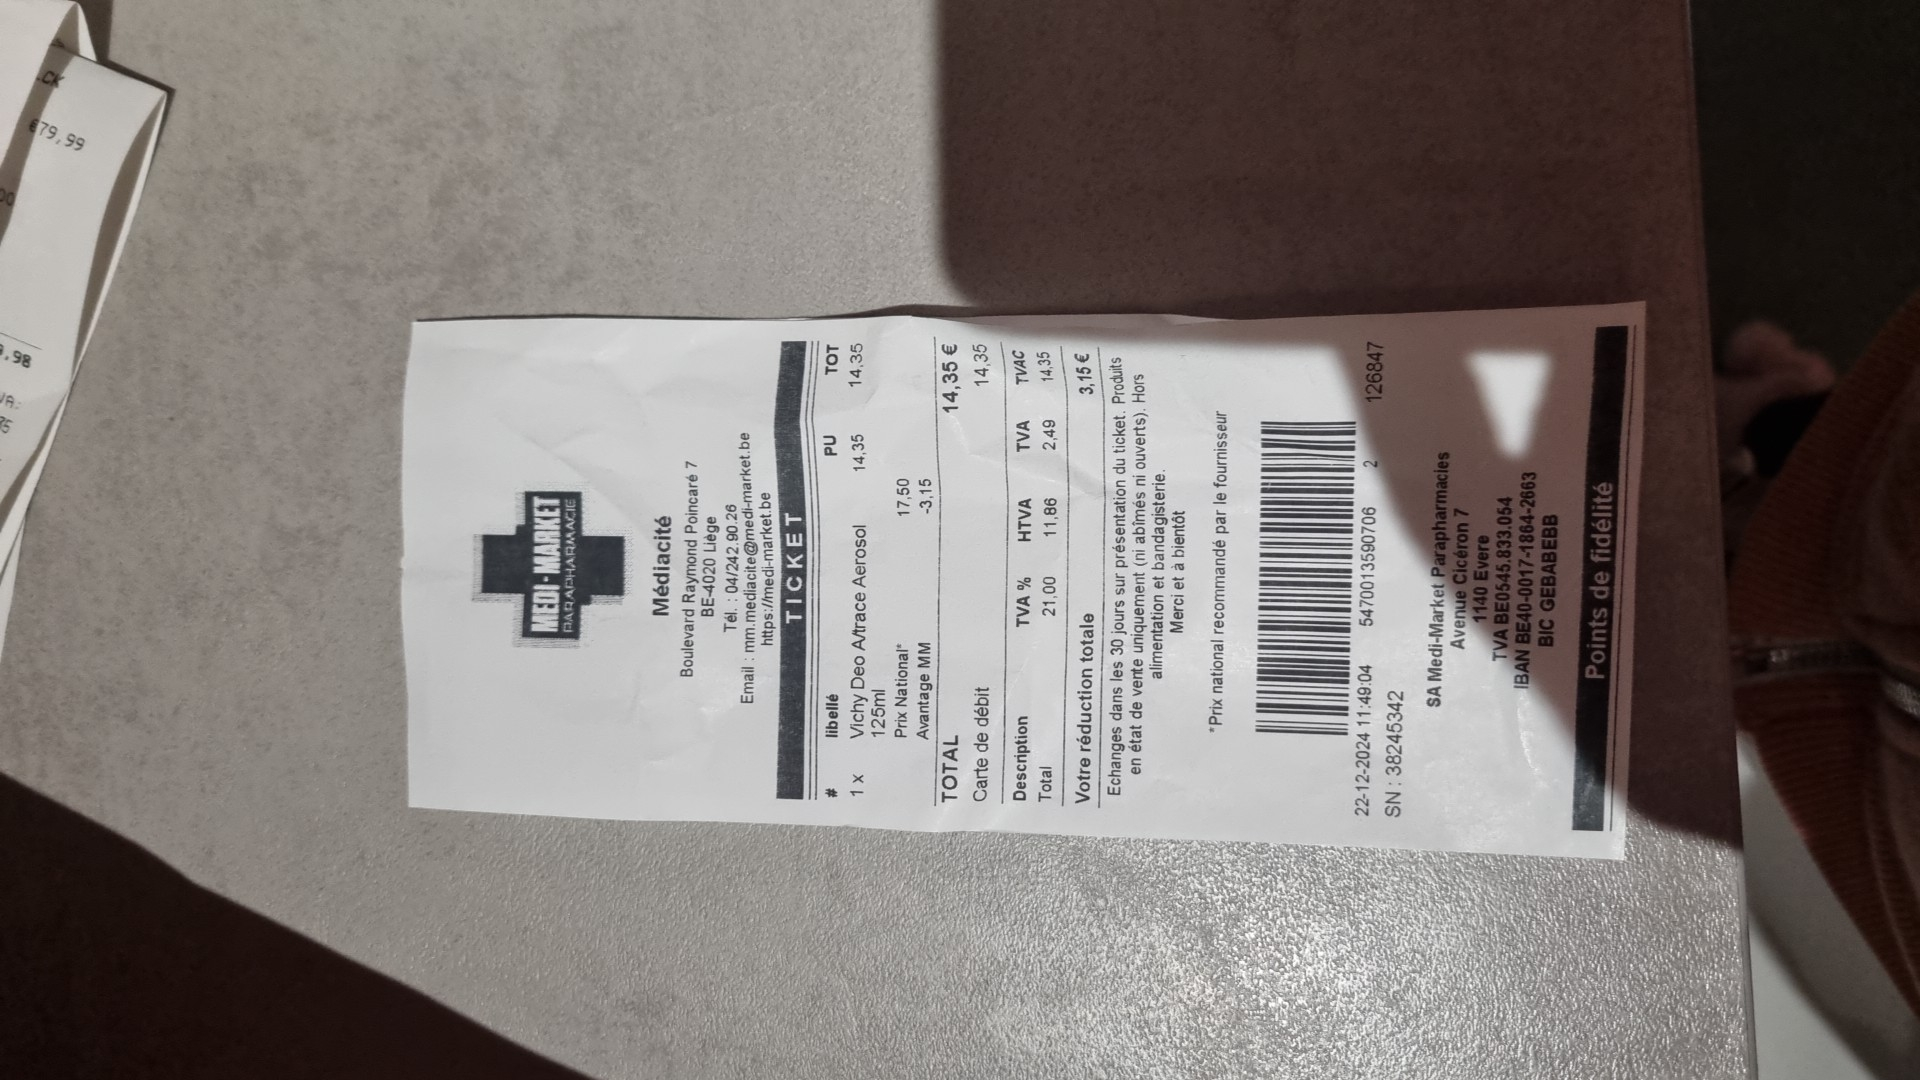 MEDI-MARKET
PARAPHARMACIE
Médiacité
Boulevard Raymond Poincaré 7
BE-4020 Liège
Tél. : 04/242.90.26
Email : mm.mediacite@medi-market.be
https://medi-market.be
TICKET
# libellé PU TOT
1 x Vichy Deo A/trace Aerosol 14,35 14,35
125ml
Prix National* 17,50
Avantage MM -3,15
TOTAL 14,35 €
Carte de débit 14,35
Description TVA % HTVA TVA TVAC
Total 21,00 11,86 2,49 14,35
Votre réduction totale 3,15 €
Echanges dans les 30 jours sur présentation du ticket. Produits
en état de vente uniquement (ni abîmés ni ouverts). Hors
alimentation et bandagisterie.
Merci et à bientôt
*Prix national recommandé par le fournisseur
22-12-2024 11:49:04 5470013590706 2 126847
SN : 38245342
SA Medi-Market Parapharmacies
Avenue Cicéron 7
1140 Evere
TVA BE0545.833.054
IBAN BE40-0017-1864-2663
BIC GEBABEBB
Points de fidélité
€79,99